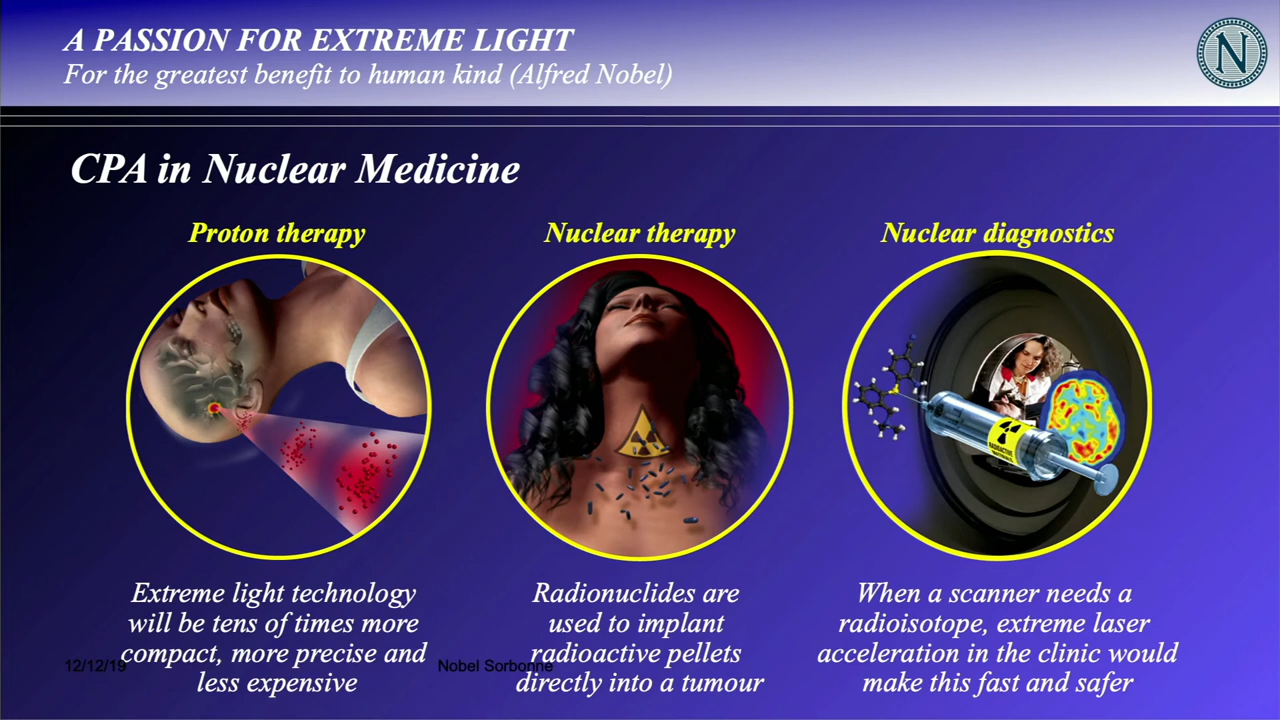 A PASSION FOR EXTREME LIGHT
For the greatest benefit to human kind (Alfred Nobel)
N
CPA in Nuclear Medicine
Proton therapy
Nuclear therapy
Nuclear diagnostics
RADIOACTIVE
Extreme light technology
will be tens of times more
compact, more precise and
less expensive
Radionuclides are
used to implant
radioactive pellets
directly into a tumour
When a scanner needs a
radioisotope, extreme laser
acceleration in the clinic would
make this fast and safer
12/12/19
Nobel Sorbonne